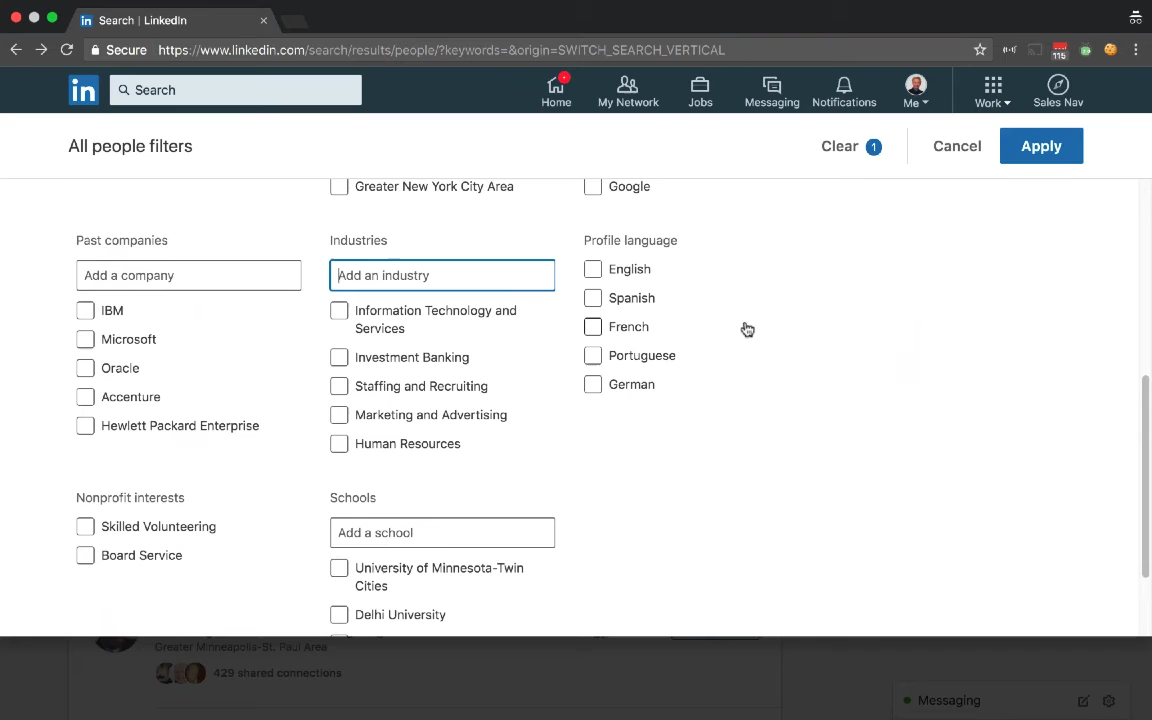 Search | LinkedIn
Secure https://www.linkedin.com/search/results/people/?keywords=&origin=SWITCH_SEARCH_VERTICAL
115
in
Search
Home
My Network
Jobs
Messaging
Notifications
Me
Work
Sales Nav
All people filters
Clear 1
Cancel
Apply
Greater New York City Area
Google
Past companies
Add a company
IBM
Microsoft
Oracle
Accenture
Hewlett Packard Enterprise
Industries
Add an industry
Information Technology and
Services
Investment Banking
Staffing and Recruiting
Marketing and Advertising
Human Resources
Profile language
English
Spanish
French
Portuguese
German
Nonprofit interests
Skilled Volunteering
Board Service
Schools
Add a school
University of Minnesota-Twin
Cities
Delhi University
Greater Minneapolis-St. Paul Area
429 shared connections
Messaging